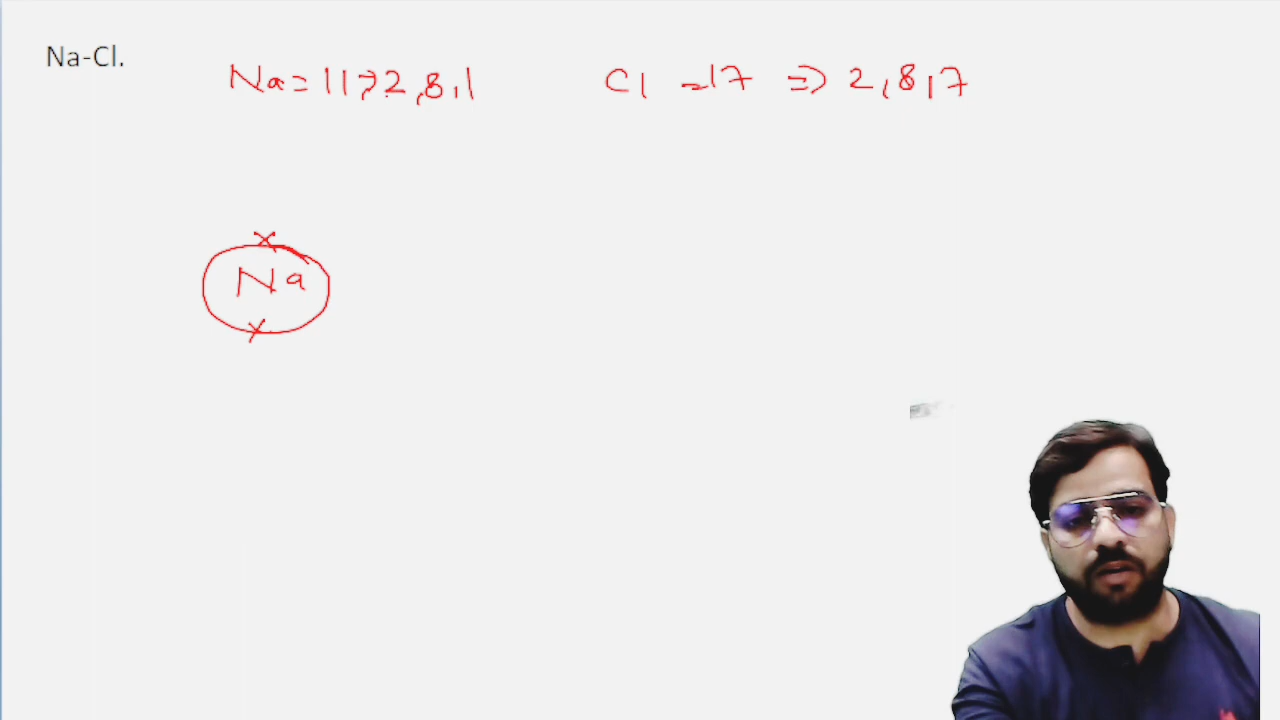 Na-Cl.
Na = 11 => 2,8,1 Cl = 17 => 2,8,7
x
Na
x